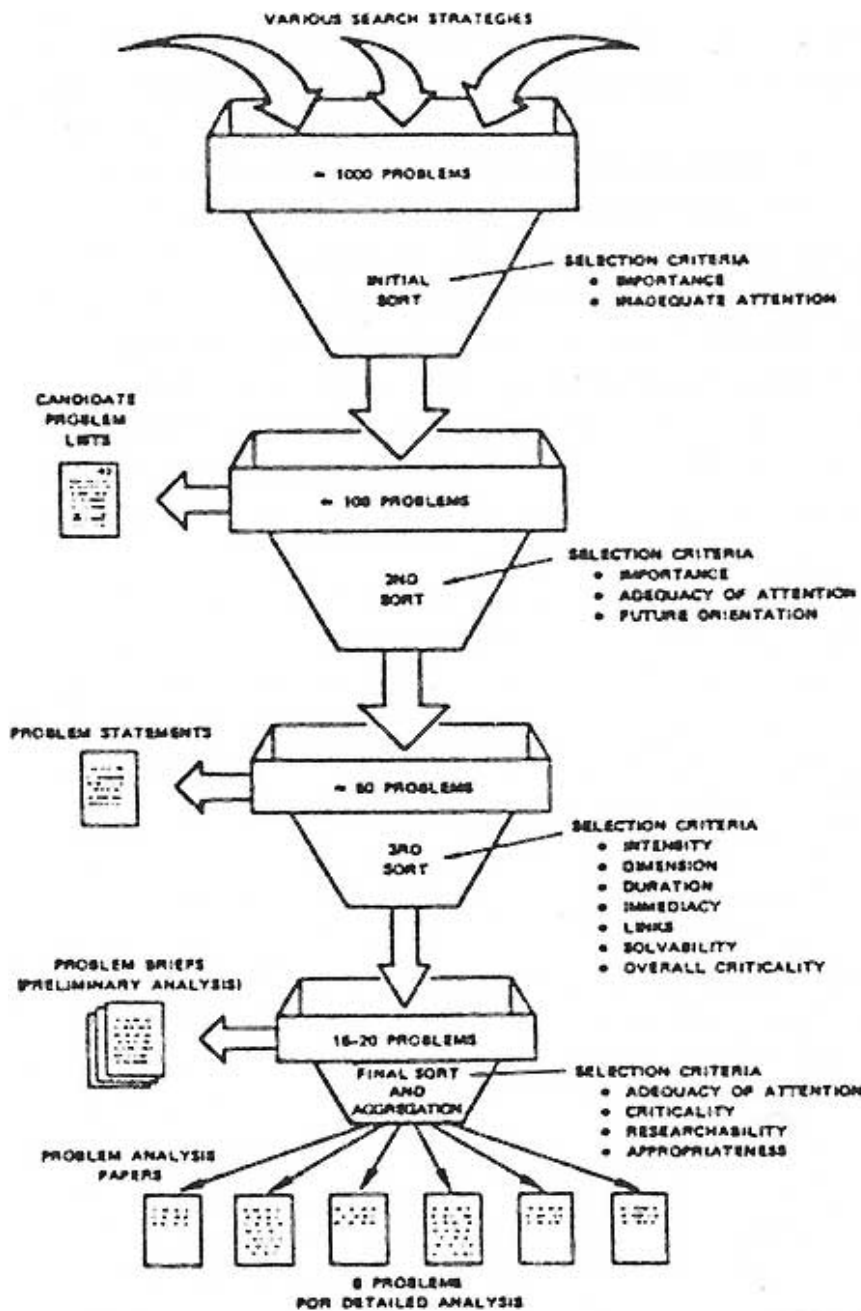 VARIOUS SEARCH STRATEGIES
≈ 1000 PROBLEMS
INITIAL
SORT
SELECTION CRITERIA
• IMPORTANCE
• INADEQUATE ATTENTION
CANDIDATE
PROBLEM
LISTS
≈ 100 PROBLEMS
2ND
SORT
SELECTION CRITERIA
• IMPORTANCE
• ADEQUACY OF ATTENTION
• FUTURE ORIENTATION
PROBLEM STATEMENTS
PROBLEMS
3RD
SORT
SELECTION CRITERIA
• INTENSITY
• DIMENSION
• DURATION
• IMMEDIACY
• LINKS
• SOLVABILITY
• OVERALL CRITICALITY
PROBLEM BRIEFS
(PRELIMINARY ANALYSIS)
PROBLEMS
FINAL SORT
AND
AGGREGATION
SELECTION CRITERIA
• ADEQUACY OF ATTENTION
• CRITICALITY
• RESEARCHABILITY
• APPROPRIATENESS
PROBLEM ANALYSIS
PAPERS
6 PROBLEMS
FOR DETAILED ANALYSIS